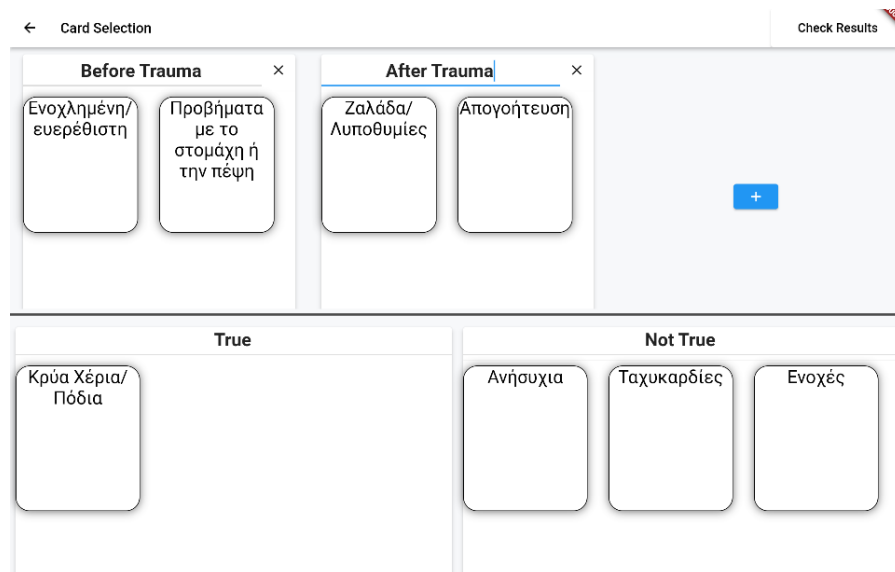 Card Selection
Check Results
Before Trauma
After Trauma
Ενοχλημένη/
ευερέθιστη
Προβήματα
με το
στομάχη ή
την πέψη
Ζαλάδα/
Λυποθυμίες
Απογοήτευση
+
True
Not True
Κρύα Χέρια/
Πόδια
Ανήσυχια
Ταχυκαρδίες
Ενοχές